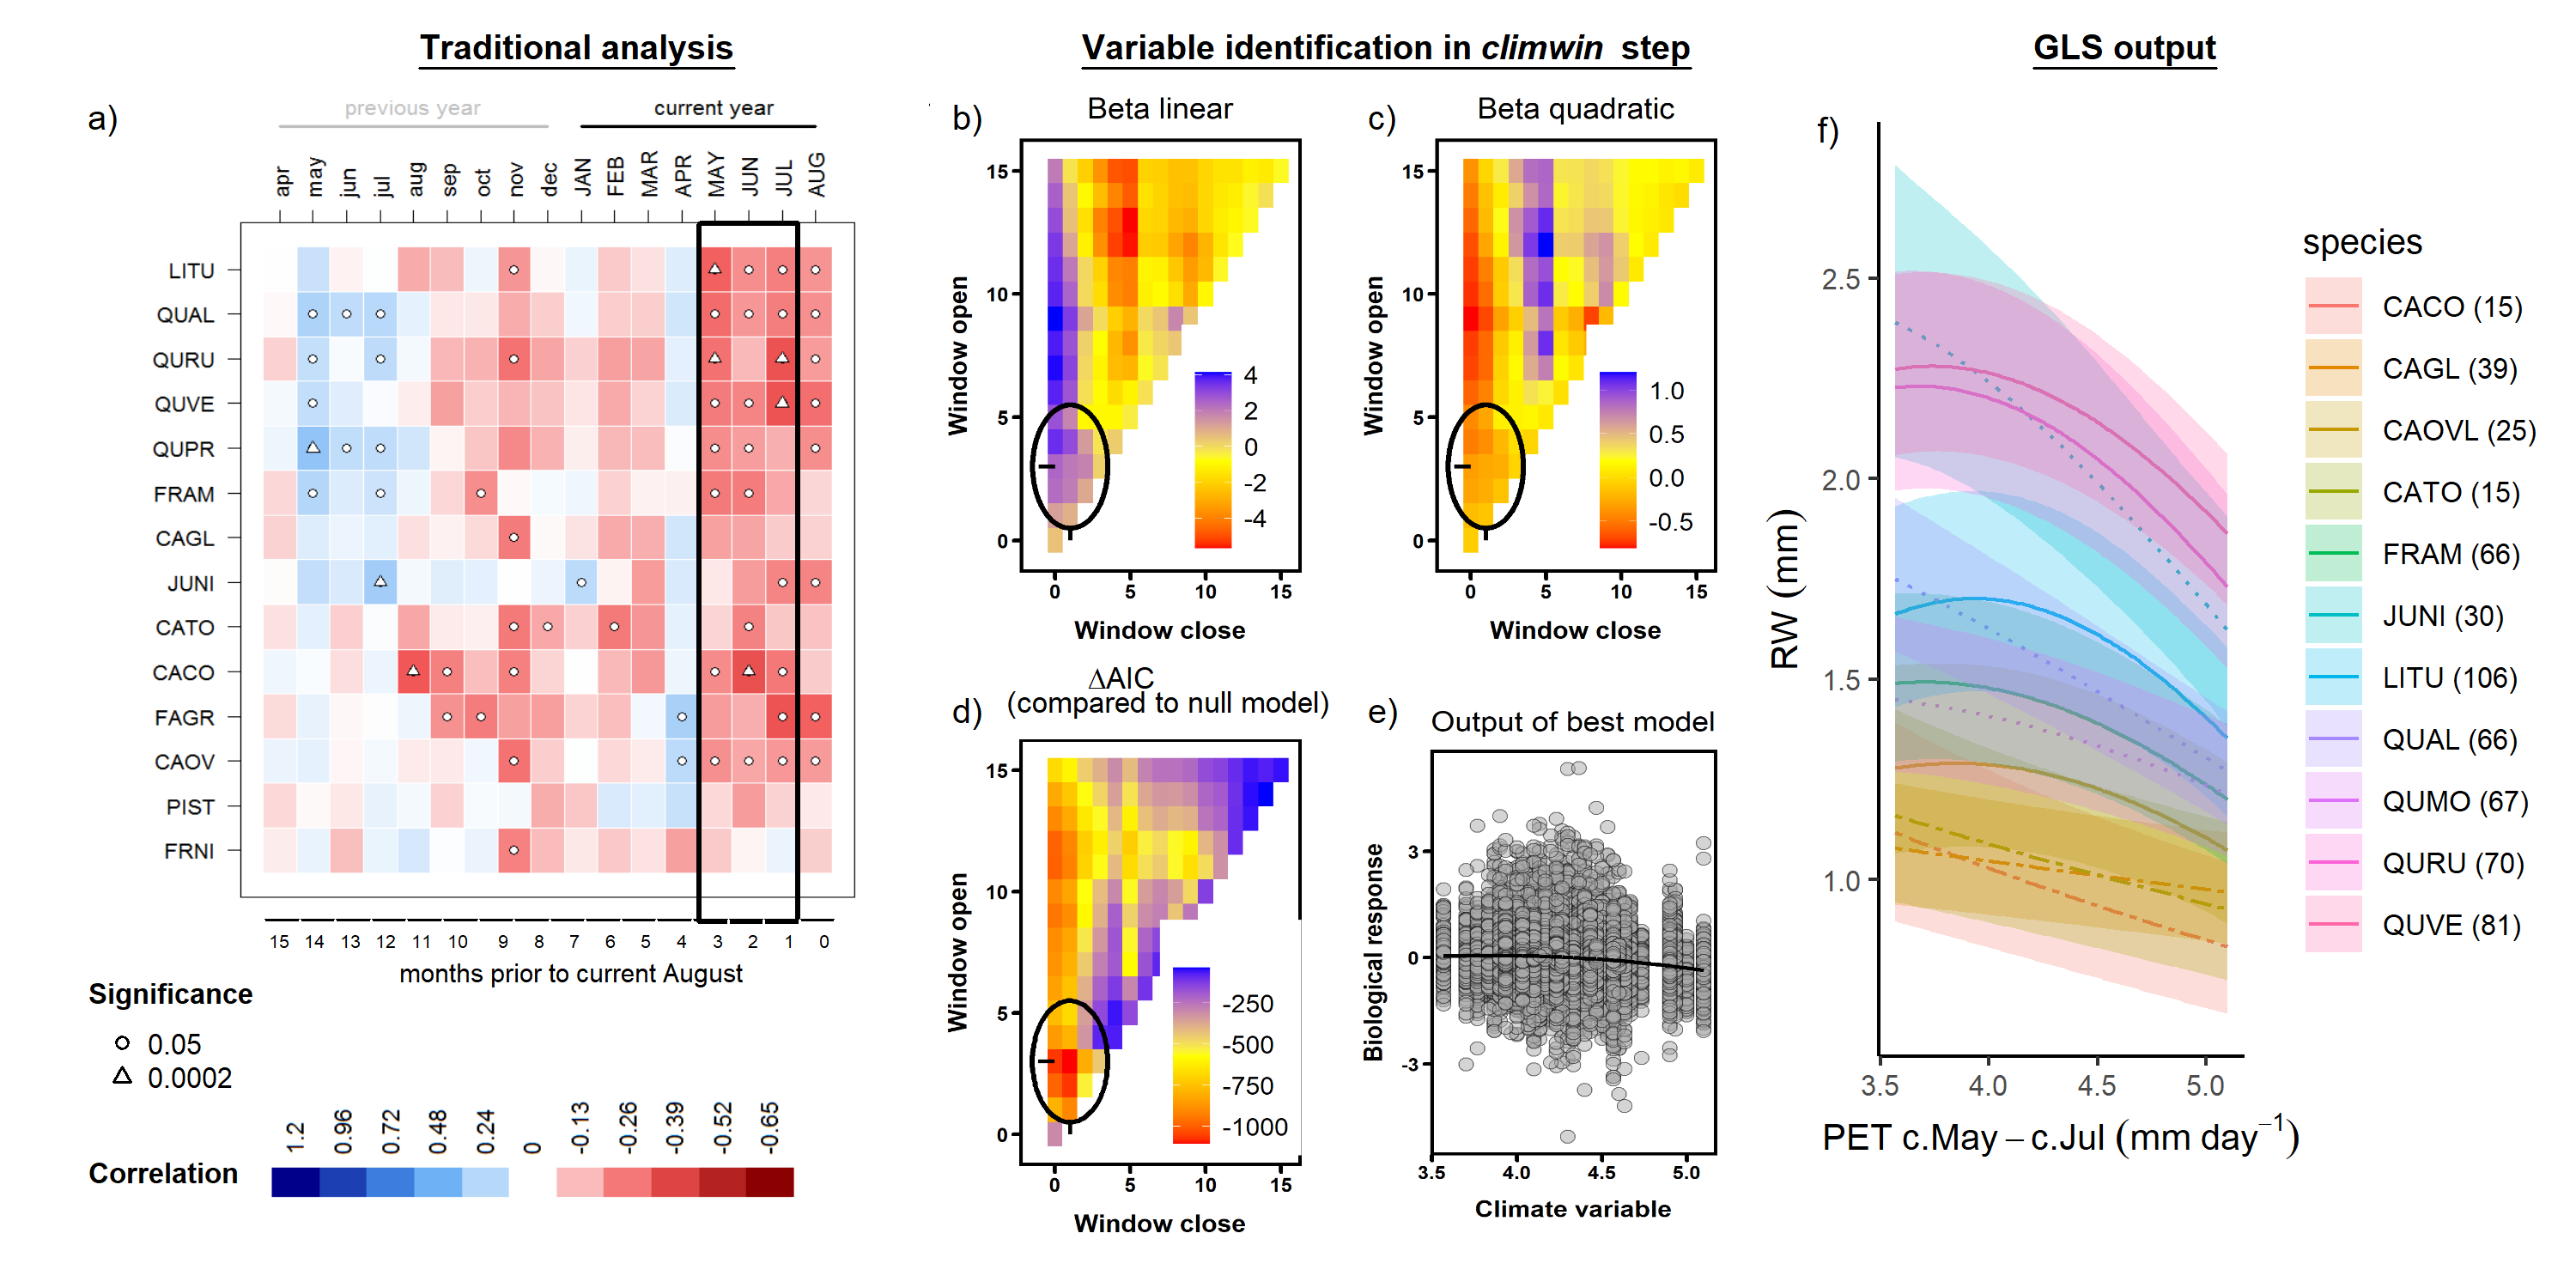 Traditional analysis
Variable identification in climwin step
GLS output
a)
previous year
current year
apr
may
jun
jul
aug
sep
oct
nov
dec
JAN
FEB
MAR
APR
MAY
JUN
JUL
AUG
LITU
QUAL
QURU
QUVE
QUPR
FRAM
CAGL
JUNI
CATO
CACO
FAGR
CAOV
PIST
FRNI
15 14 13 12 11 10 9 8 7 6 5 4 3 2 1 0
months prior to current August
Significance
0.05
0.0002
Correlation
1.2
0.96
0.72
0.48
0.24
0
-0.13
-0.26
-0.39
-0.52
-0.65
b)
Beta linear
Window open
15
10
5
0
4
2
0
-2
-4
0 5 10 15
Window close
c)
Beta quadratic
Window open
15
10
5
0
1.0
0.5
0.0
-0.5
0 5 10 15
Window close
d)
ΔAIC
(compared to null model)
Window open
15
10
5
0
-250
-500
-750
-1000
0 5 10 15
Window close
e)
Output of best model
Biological response
3
0
-3
3.5 4.0 4.5 5.0
Climate variable
f)
RW (mm)
2.5
2.0
1.5
1.0
3.5 4.0 4.5 5.0
PET c.May – c.Jul (mm day⁻¹)
species
CACO (15)
CAGL (39)
CAOVL (25)
CATO (15)
FRAM (66)
JUNI (30)
LITU (106)
QUAL (66)
QUMO (67)
QURU (70)
QUVE (81)